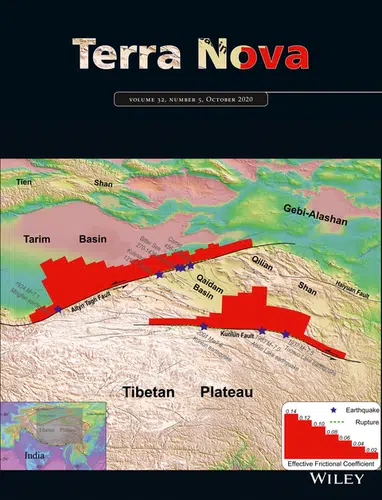 Terra Nova
VOLUME 32, NUMBER 5, OCTOBER 2020
Tien Shan
Gebi-Alashan
Tarim Basin
Qilian Shan
Haiyuan Fault
Qaidam Basin
Altyn Tagh Fault
Kunlun Fault
Tibetan Plateau
0.14
0.12
0.10
0.08
0.06
0.04
0.02
Earthquake
Rupture
Effective Frictional Coefficient
Tibetan Plateau
India
WILEY